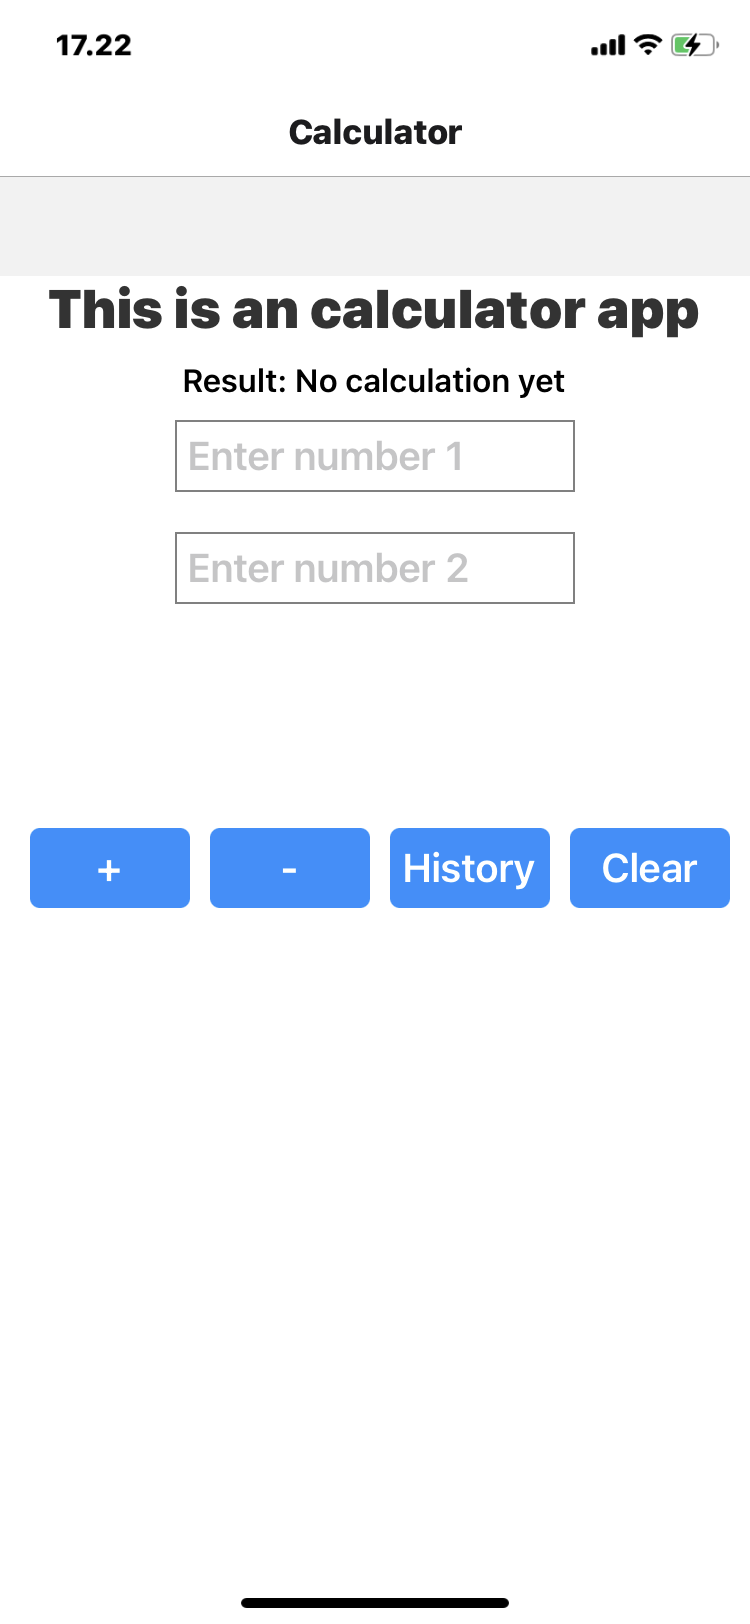 17.22
Calculator
This is an calculator app
Result: No calculation yet
Enter number 1
Enter number 2
+ - History Clear